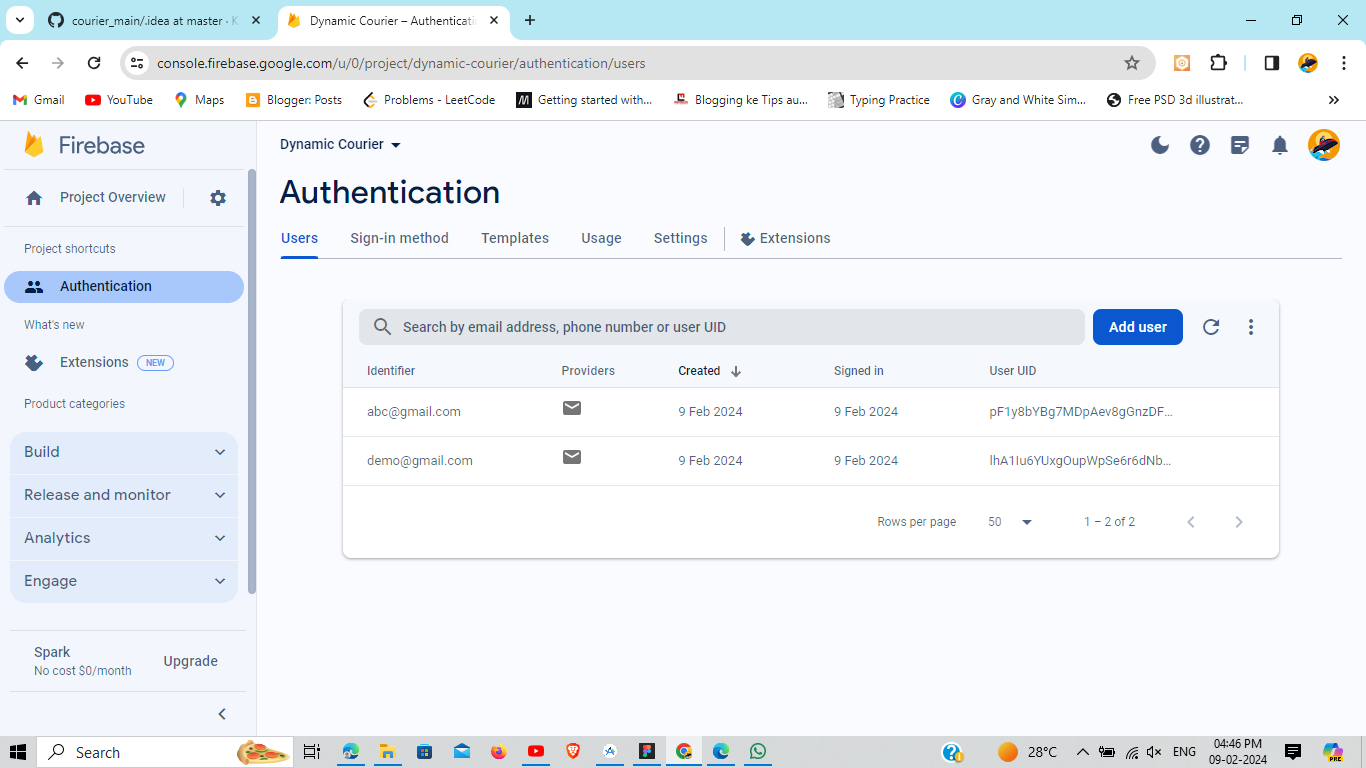 courier_main/.idea at master · K
Dynamic Courier – Authenticati
console.firebase.google.com/u/0/project/dynamic-courier/authentication/users
Gmail
YouTube
Maps
Blogger: Posts
Problems - LeetCode
Getting started with...
Blogging ke Tips au...
Typing Practice
Gray and White Sim...
Free PSD 3d illustrat...
Firebase
Dynamic Courier
Project Overview
Authentication
Users
Sign-in method
Templates
Usage
Settings
Extensions
Project shortcuts
Authentication
What's new
Extensions NEW
Product categories
Build
Release and monitor
Analytics
Engage
Spark
No cost $0/month
Upgrade
Search by email address, phone number or user UID
Add user
Identifier Providers Created Signed in User UID
abc@gmail.com 9 Feb 2024 9 Feb 2024 pF1y8bYBg7MDpAev8gGnzDF...
demo@gmail.com 9 Feb 2024 9 Feb 2024 lhA1Iu6YUxgOupWpSe6r6dNb...
Rows per page 50 1 – 2 of 2
Search
28°C
ENG
04:46 PM
09-02-2024
PRE